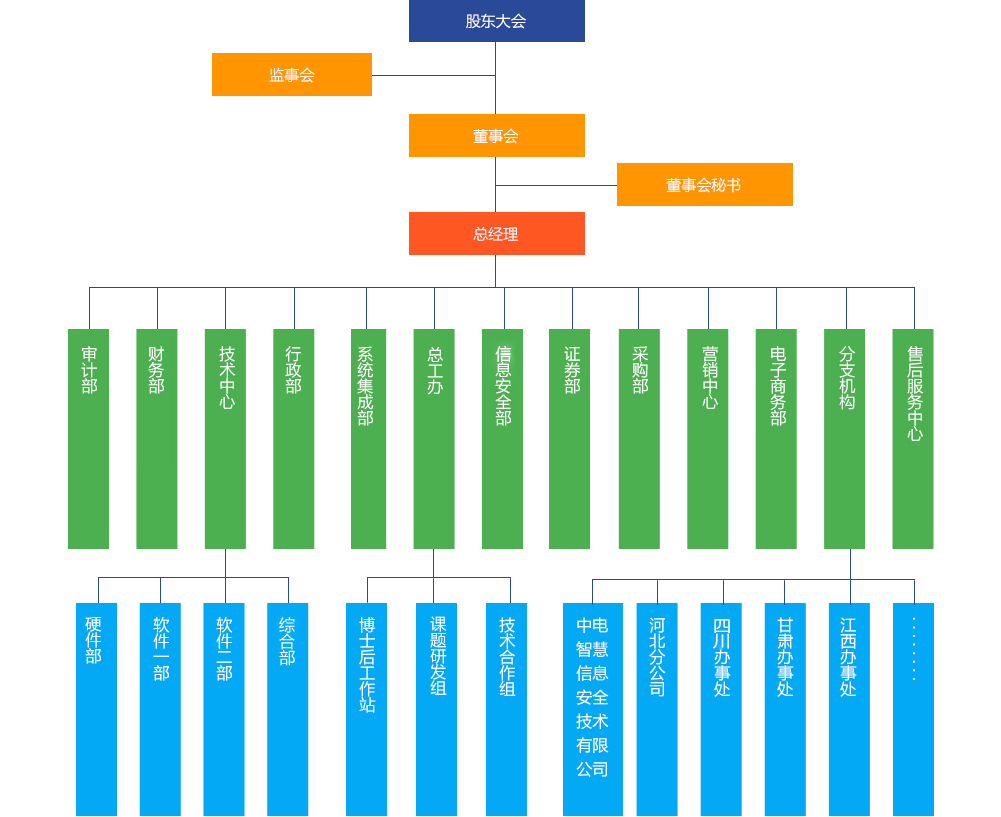 股东大会
监事会
董事会
董事会秘书
总经理
审计部
财务部
技术中心
行政部
系统集成部
总工办
信息安全部
证券部
采购部
营销中心
电子商务部
分支机构
售后服务中心
硬件部
软件一部
软件二部
综合部
博士后工作站
课题研发组
技术合作组
中电
智慧
信息
安全
技术
有限
公司
河北分公司
四川办事处
甘肃办事处
江西办事处
........